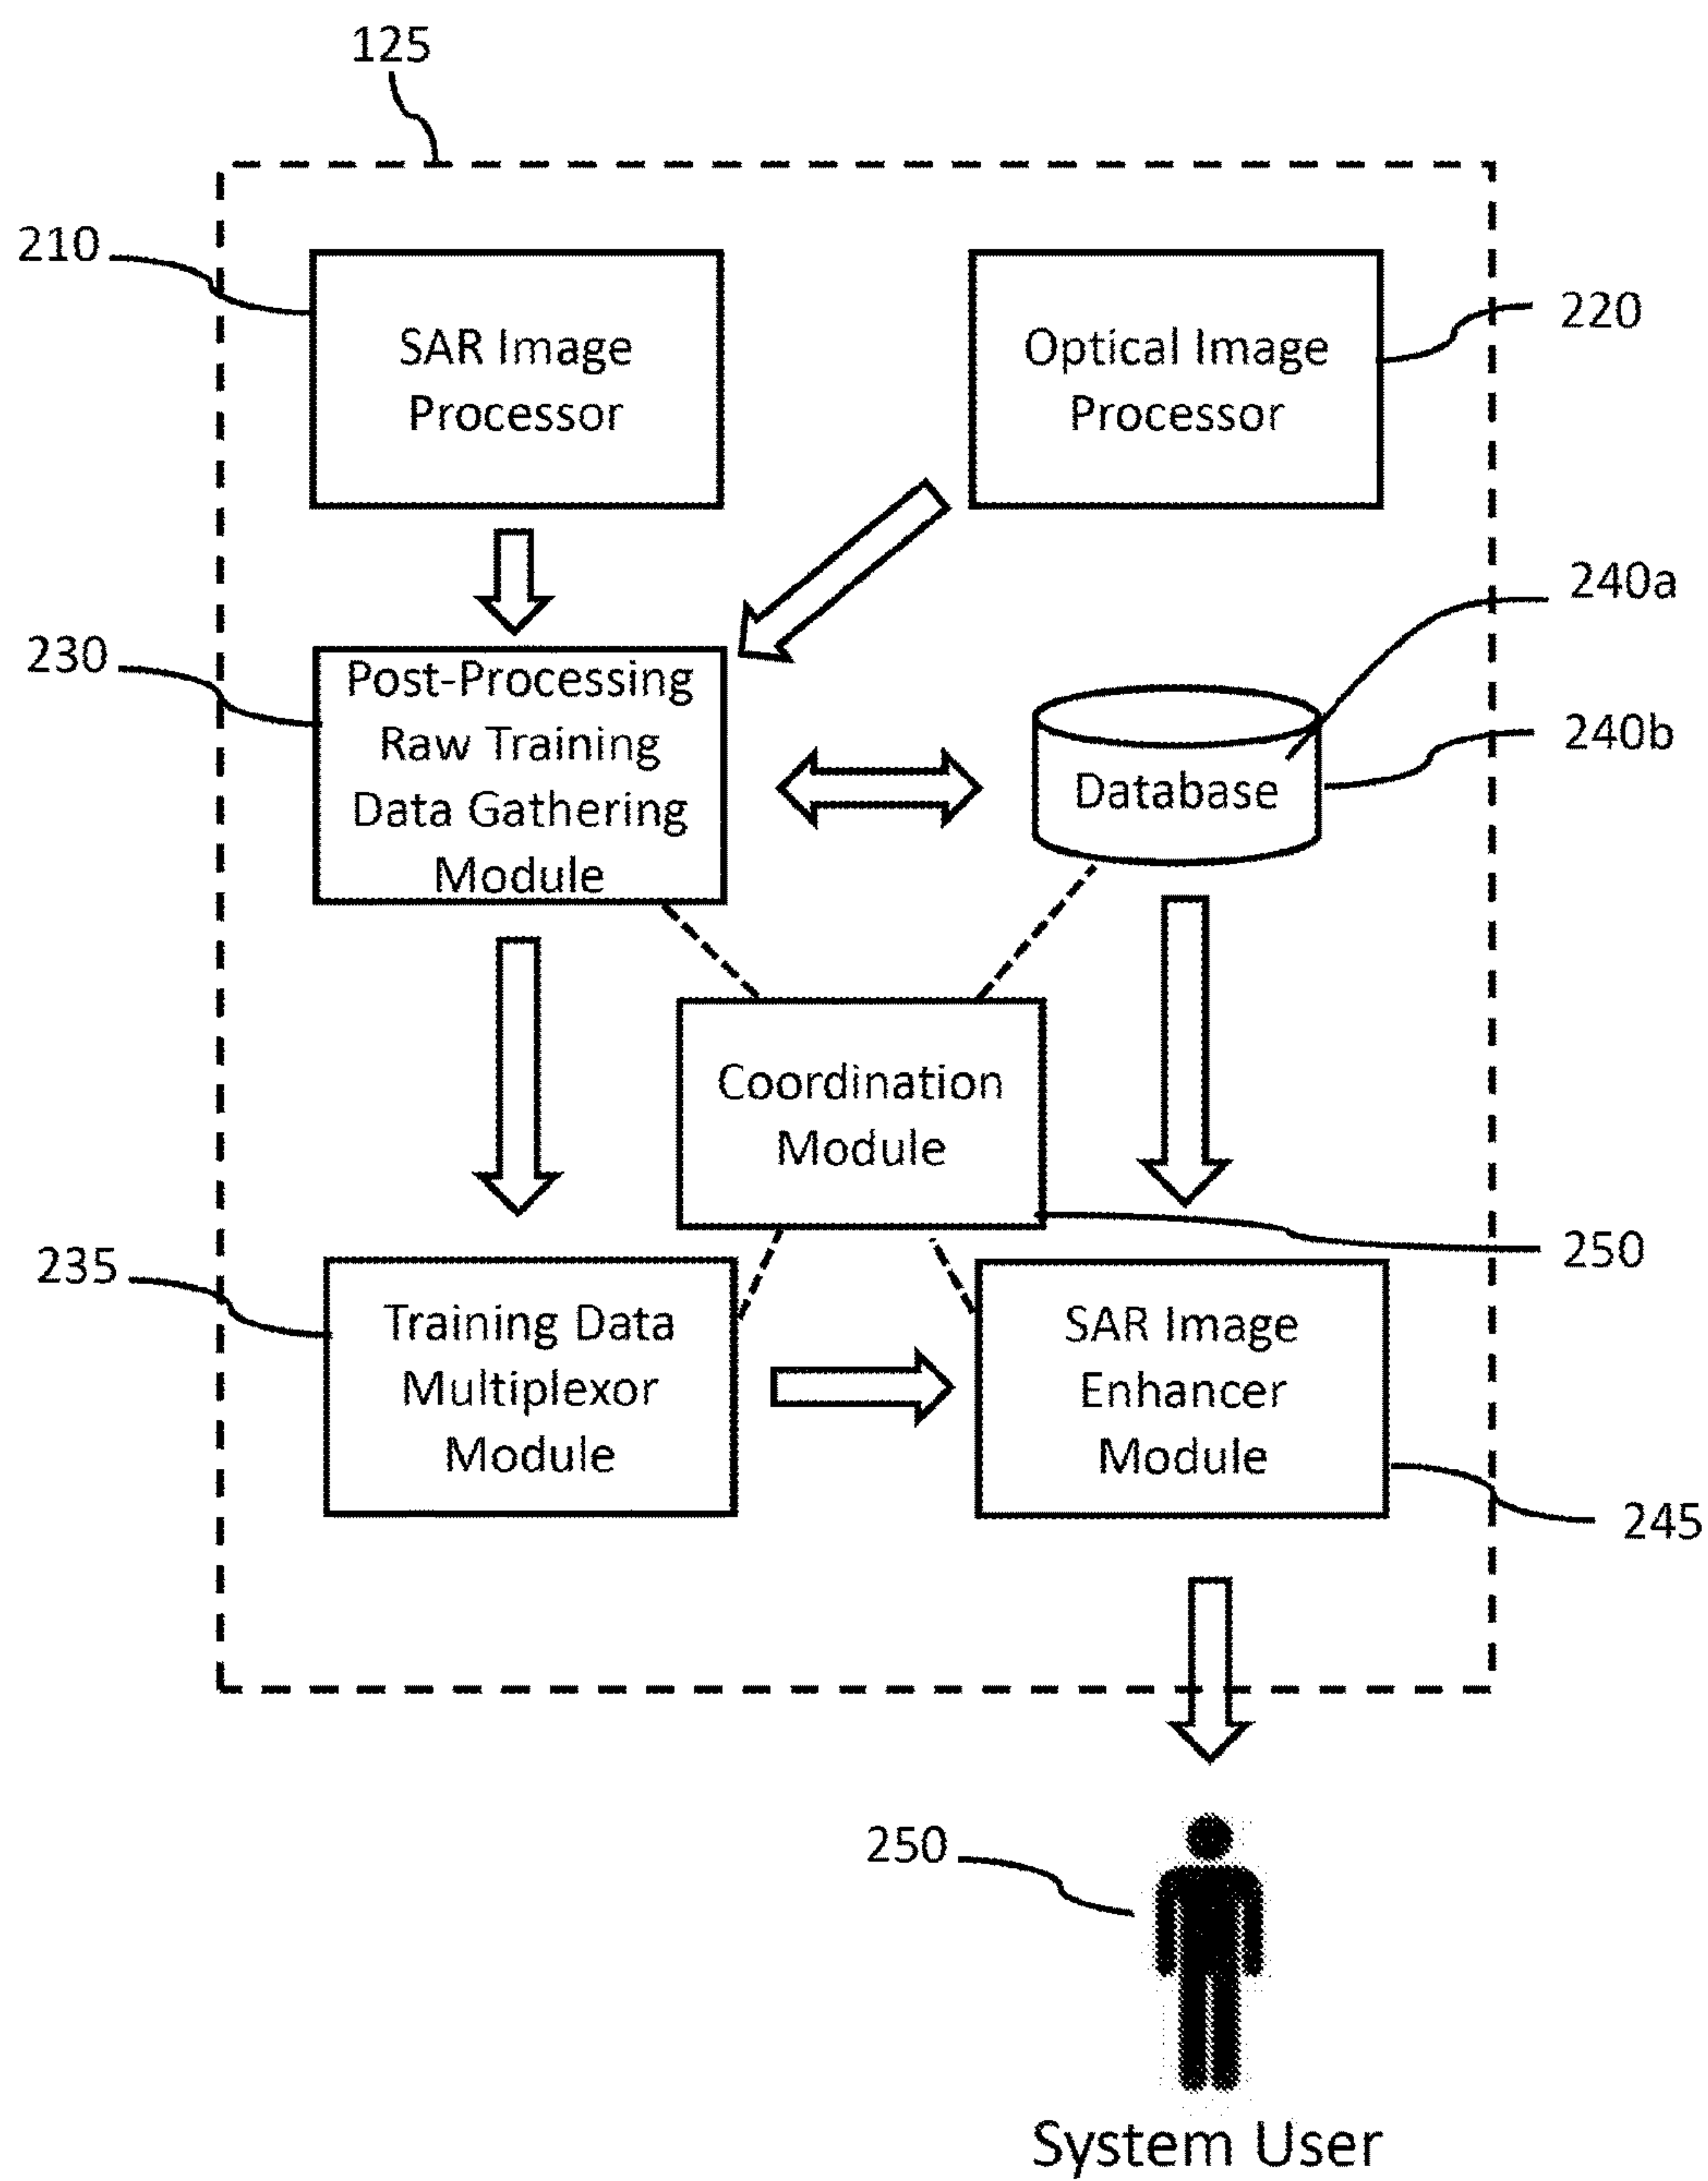 125
210
SAR Image
Processor
Optical Image
Processor
220
240a
230
Post-Processing
Raw Training
Data Gathering
Module
Database
240b
Coordination
Module
250
235
Training Data
Multiplexor
Module
SAR Image
Enhancer
Module
245
250
System User